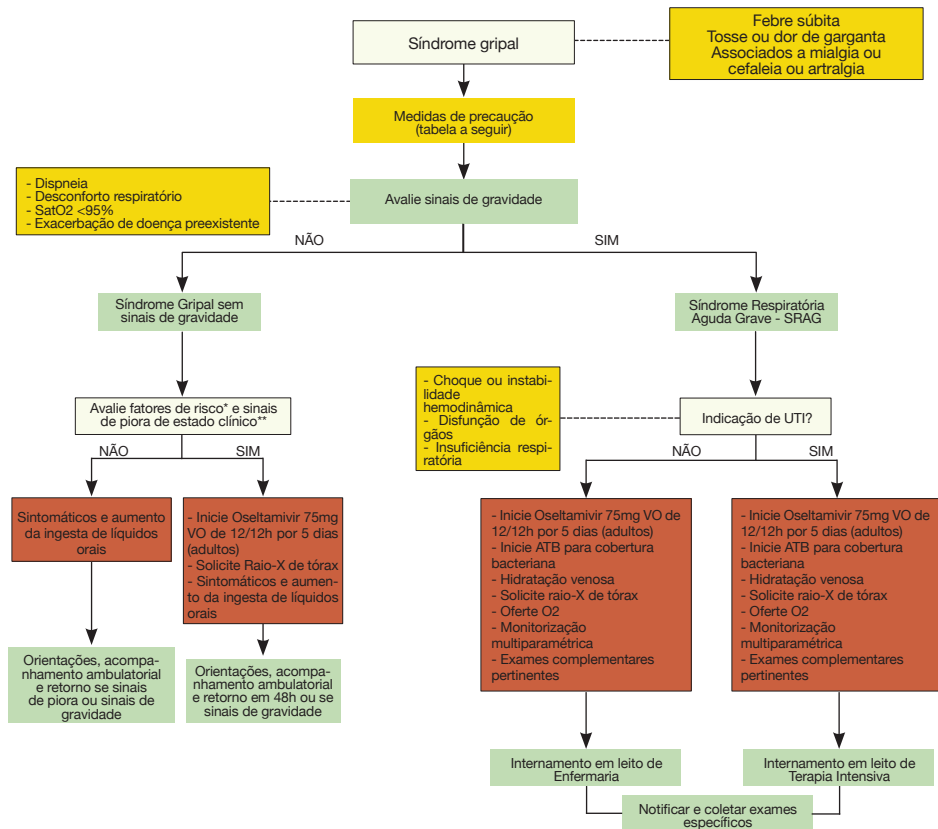 Síndrome gripal
Febre súbita
Tosse ou dor de garganta
Associados a mialgia ou
cefaleia ou artralgia
Medidas de precaução
(tabela a seguir)
- Dispneia
- Desconforto respiratório
- SatO2 <95%
- Exacerbação de doença preexistente
Avalie sinais de gravidade
NÃO
SIM
Síndrome Gripal sem
sinais de gravidade
Síndrome Respiratória
Aguda Grave - SRAG
Avalie fatores de risco* e sinais
de piora de estado clínico**
- Choque ou instabi-
lidade
hemodinâmica
- Disfunção de ór-
gãos
- Insuficiência respi-
ratória
Indicação de UTI?
NÃO
SIM
NÃO
SIM
Sintomáticos e aumento
da ingesta de líquidos
orais
- Inicie Oseltamivir 75mg
VO de 12/12h por 5 dias
(adultos)
- Solicite Raio-X de tórax
- Sintomáticos e aumen-
to da ingesta de líquidos
orais
- Inicie Oseltamivir 75mg VO de
12/12h por 5 dias (adultos)
- Inicie ATB para cobertura
bacteriana
- Hidratação venosa
- Solicite raio-X de tórax
- Oferte O2
- Monitorização
multiparamétrica
- Exames complementares
pertinentes
- Inicie Oseltamivir 75mg VO de
12/12h por 5 dias (adultos)
- Inicie ATB para cobertura
bacteriana
- Hidratação venosa
- Solicite raio-X de tórax
- Oferte O2
- Monitorização
multiparamétrica
- Exames complementares
pertinentes
Orientações, acompa-
nhamento ambulatorial
e retorno se sinais
de piora ou sinais de
gravidade
Orientações, acompa-
nhamento ambulatorial
e retorno em 48h ou se
sinais de gravidade
Internamento em leito de
Enfermaria
Internamento em leito de
Terapia Intensiva
Notificar e coletar exames
específicos